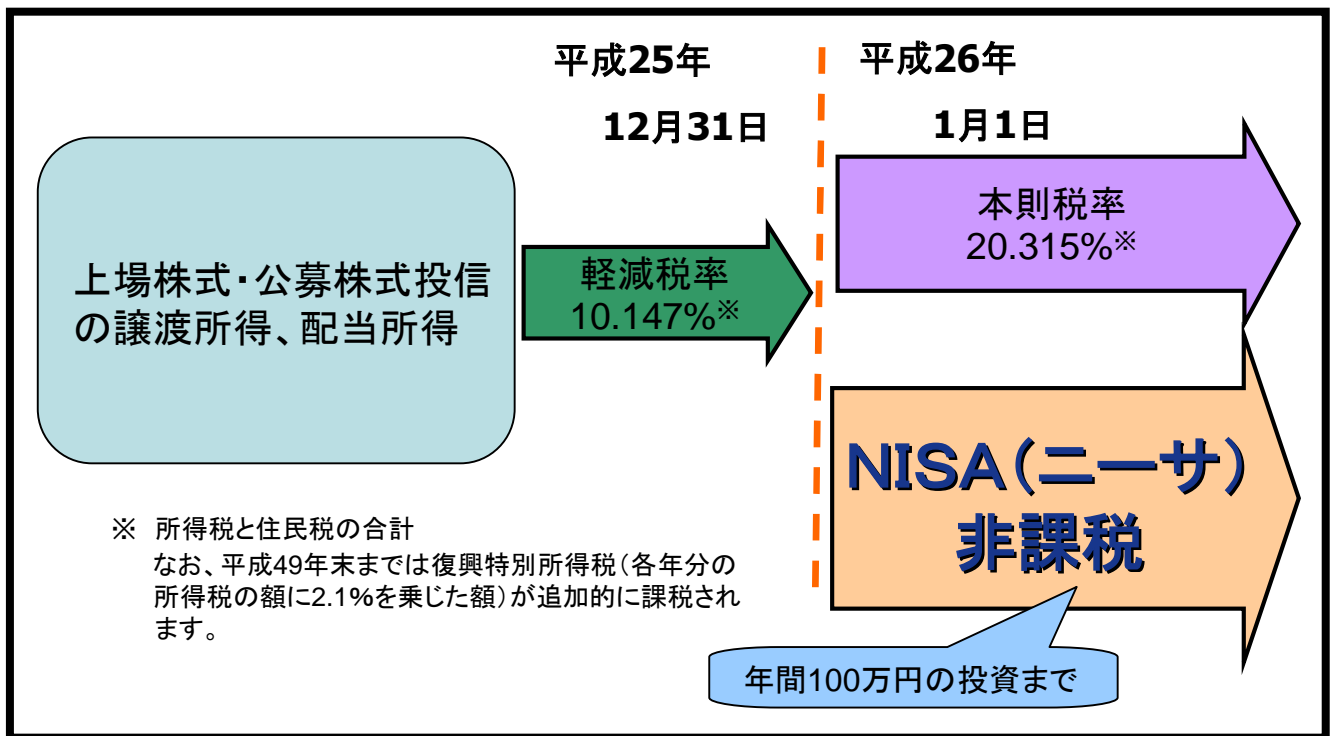 平成25年
12月31日
平成26年
1月1日
上場株式・公募株式投信
の譲渡所得、配当所得
軽減税率
10.147%※
本則税率
20.315%※
NISA(ニーサ)
非課税
年間100万円の投資まで
※ 所得税と住民税の合計
なお、平成49年末までは復興特別所得税(各年分の
所得税の額に2.1%を乗じた額)が追加的に課税され
ます。